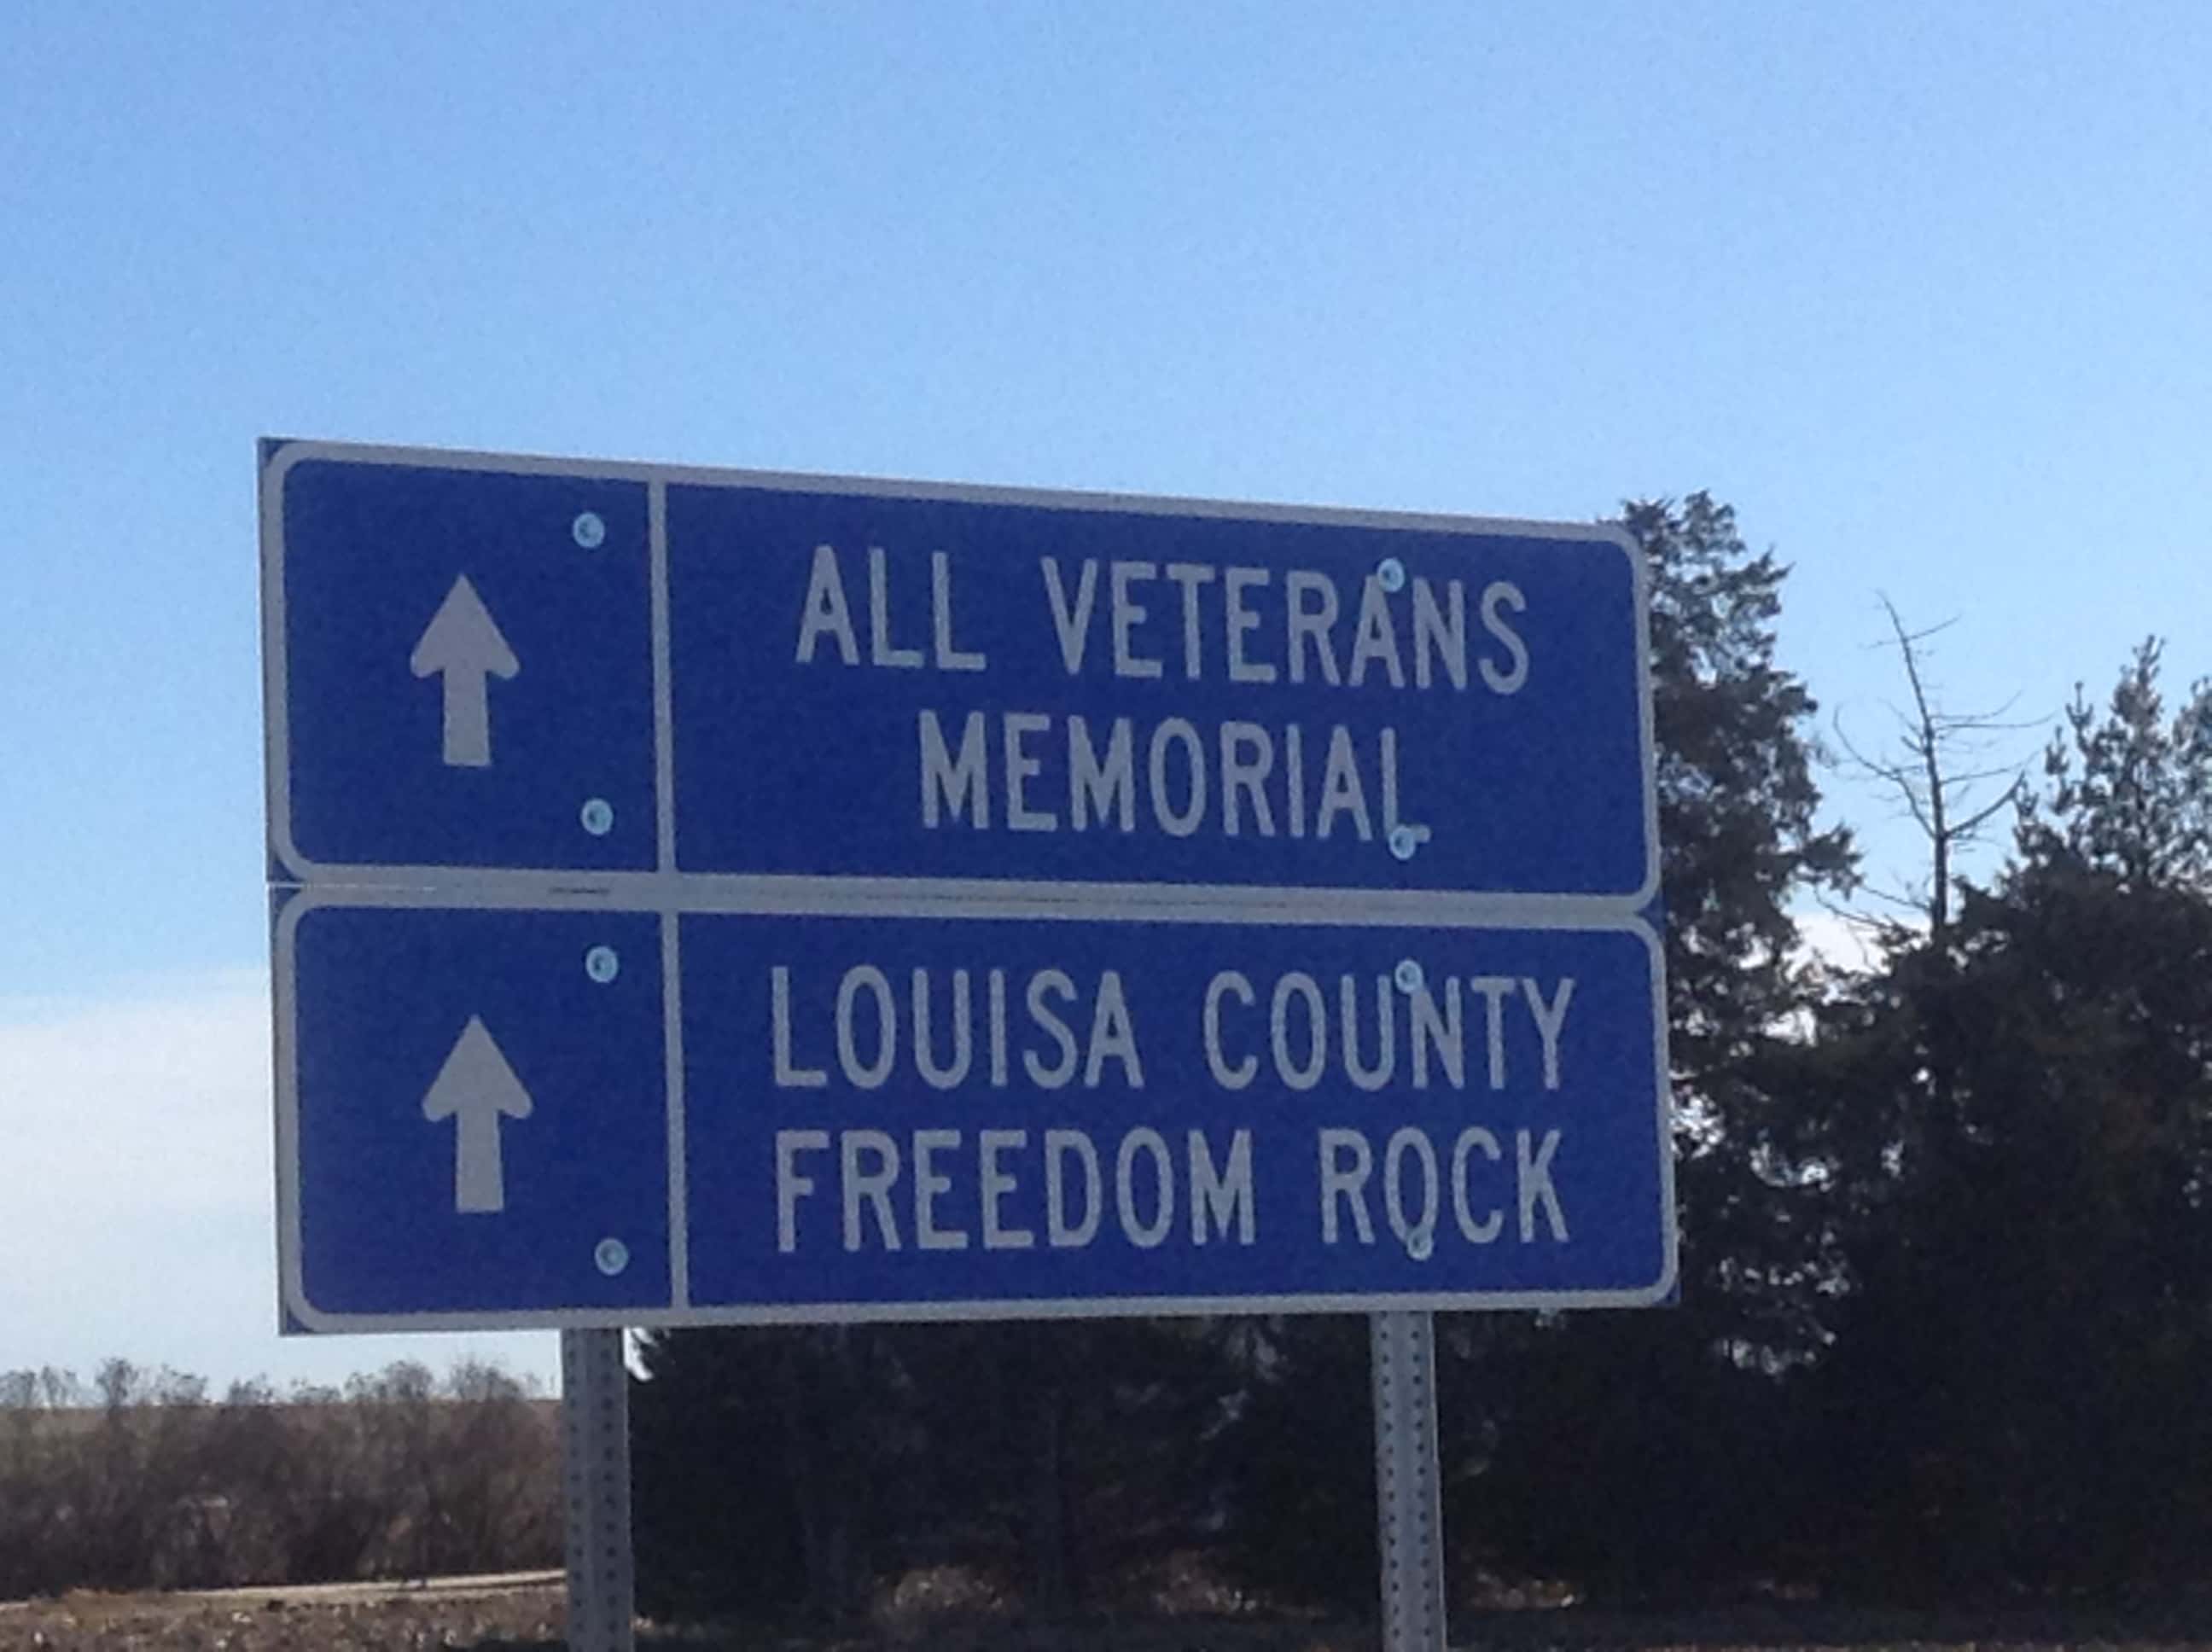 ALL VETERANS
MEMORIAL
LOUISA COUNTY
FREEDOM ROCK